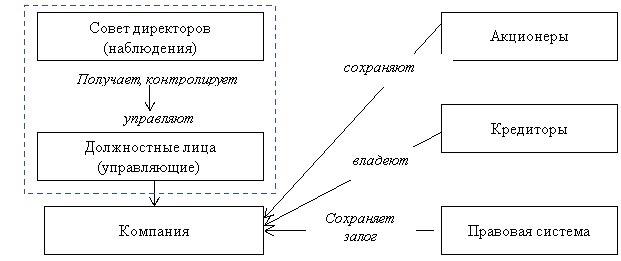 Совет директоров
(наблюдения)
Получает, контролирует
управляют
Должностные лица
(управляющие)
Компания
Акционеры
сохраняют
Кредиторы
владеют
Сохраняет
залог
Правовая система